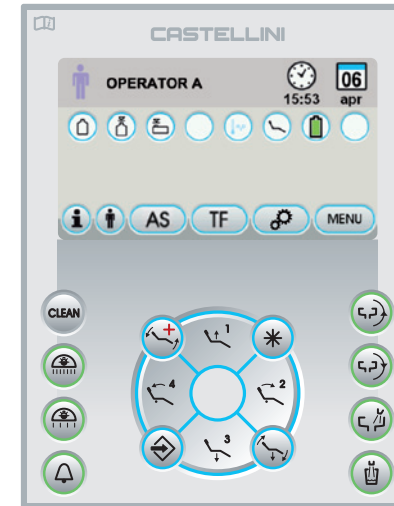 CASTELLINI
OPERATOR A
15:53
06
apr
i
AS
TF
MENU
CLEAN
1
4
2
3